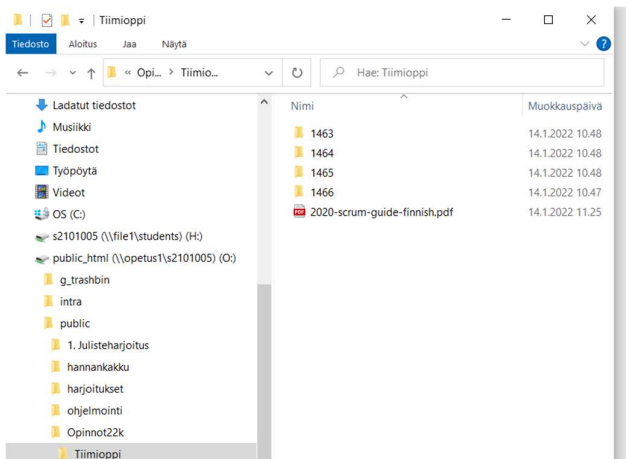 Tiimioppi
Tiedosto Aloitus Jaa Näytä
« Opi... > Tiimio...
Hae: Tiimioppi
Ladatut tiedostot
Musiikki
Tiedostot
Työpöytä
Videot
OS (C:)
s2101005 (\\file1\students) (H:)
public_html (\\opetus1\s2101005) (O:)
g_trashbin
intra
public
1. Julisteharjoitus
hannankakku
harjoitukset
ohjelmointi
Opinnot22k
Tiimioppi
Nimi Muokkauspäivä
1463 14.1.2022 10.48
1464 14.1.2022 10.48
1465 14.1.2022 10.48
1466 14.1.2022 10.47
PDF 2020-scrum-guide-finnish.pdf 14.1.2022 11.25